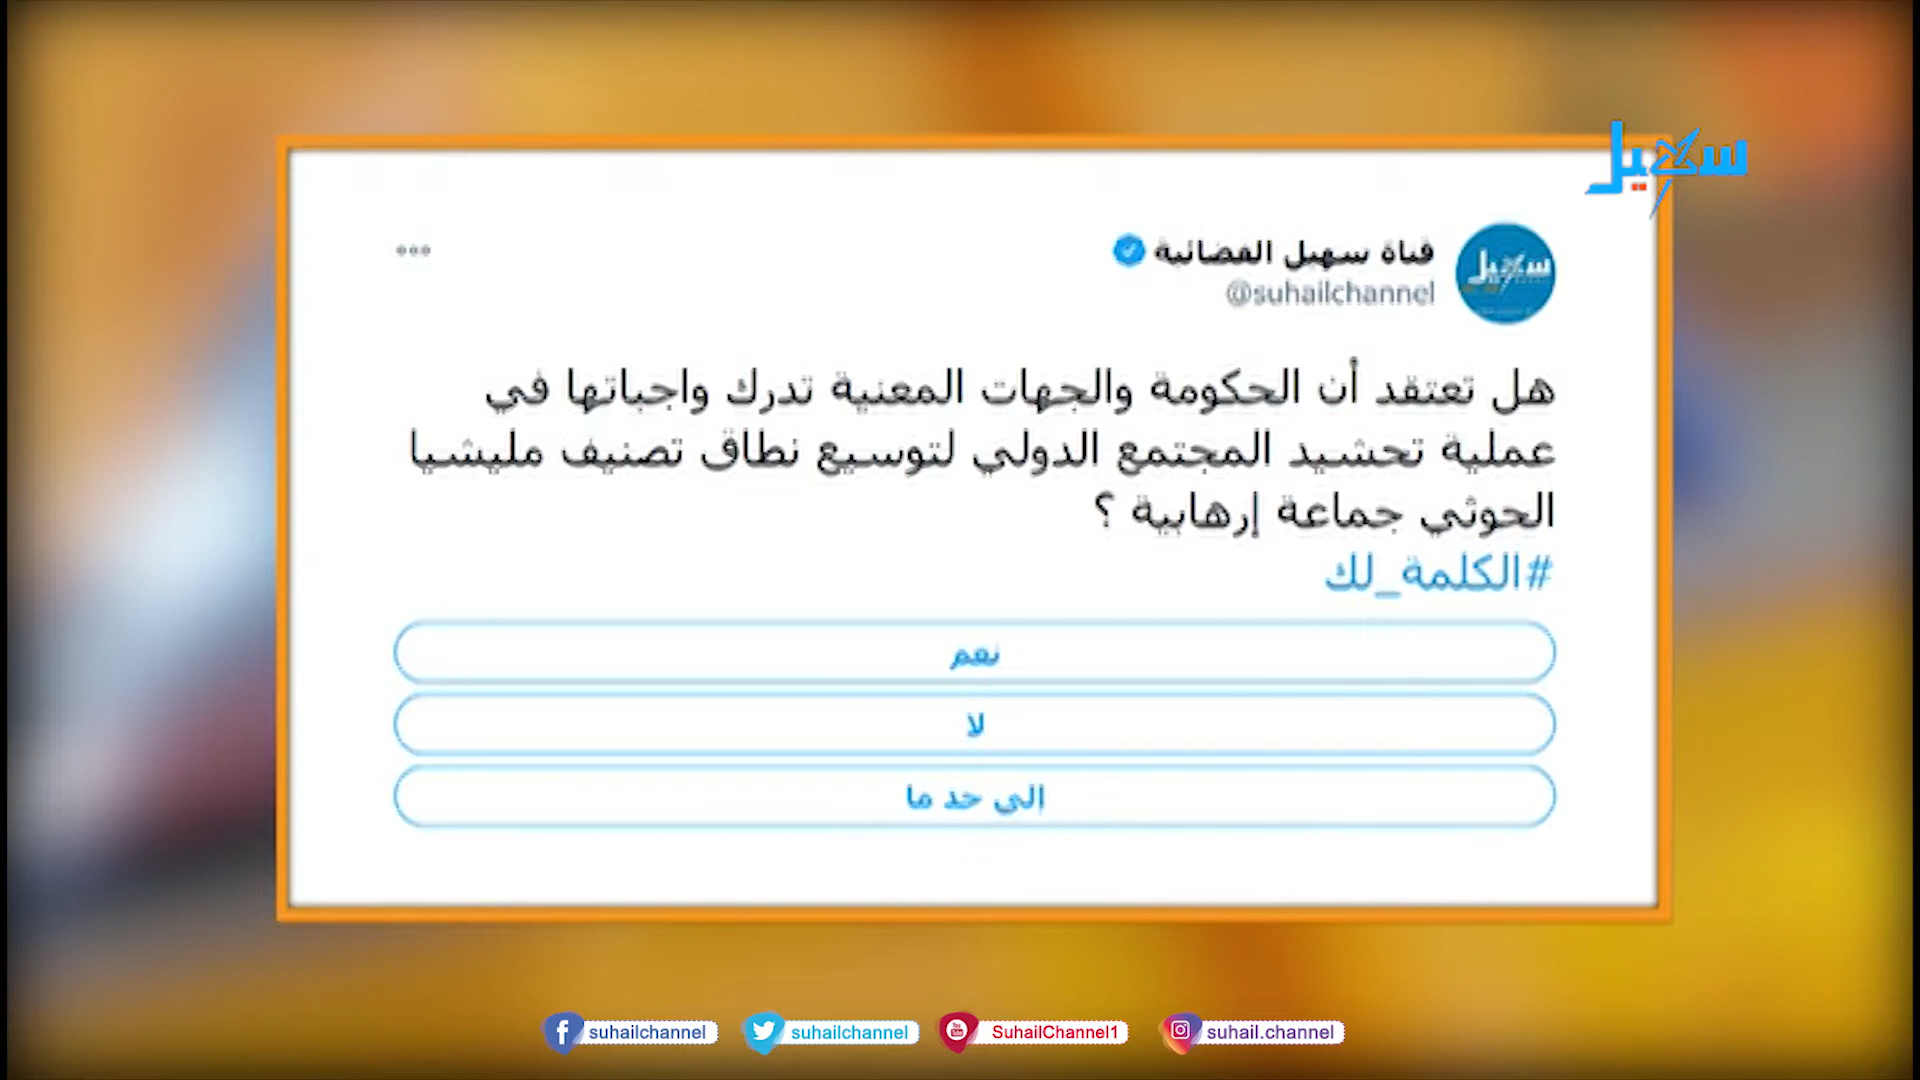 سهيل
قناة سهيل الفضائية
@suhailchannel
هل تعتقد أن الحكومة والجهات المعنية تدرك واجباتها في
عملية تحشيد المجتمع الدولي لتوسيع نطاق تصنيف مليشيا
الحوثي جماعة إرهابية ؟
#الكلمة_لك
نعم
لا
إلى حد ما
suhailchannel
suhailchannel
SuhailChannel1
suhail.channel